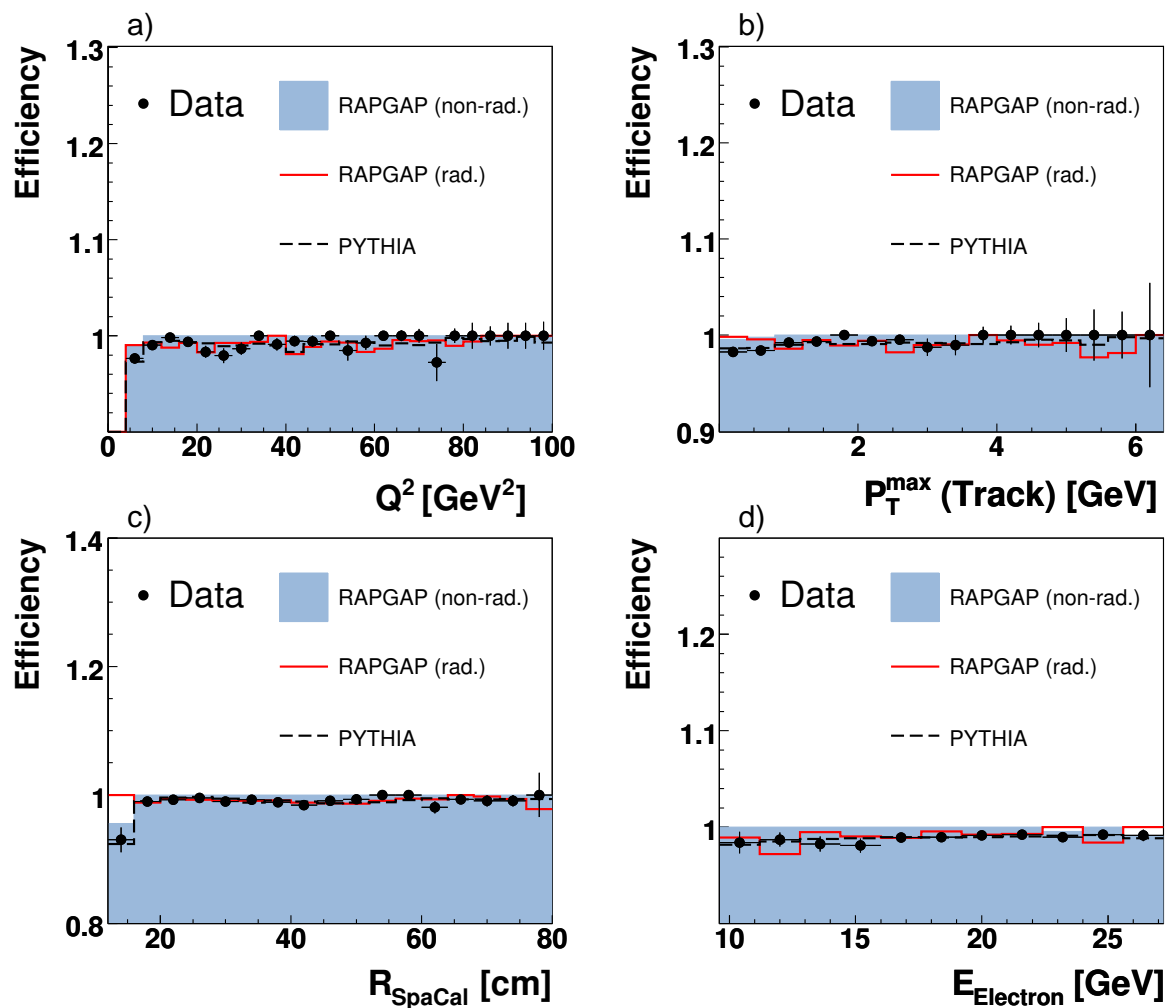 a)
Efficiency
1.3
1.2
1.1
1
Data
RAPGAP (non-rad.)
RAPGAP (rad.)
PYTHIA
0 20 40 60 80 100
Q² [GeV²]
b)
Efficiency
1.3
1.2
1.1
1
0.9
Data
RAPGAP (non-rad.)
RAPGAP (rad.)
PYTHIA
2 4 6
P_T^max (Track) [GeV]
c)
Efficiency
1.4
1.2
1
0.8
Data
RAPGAP (non-rad.)
RAPGAP (rad.)
PYTHIA
20 40 60 80
R_SpaCal [cm]
d)
Efficiency
1.2
1.1
1
Data
RAPGAP (non-rad.)
RAPGAP (rad.)
PYTHIA
10 15 20 25
E_Electron [GeV]